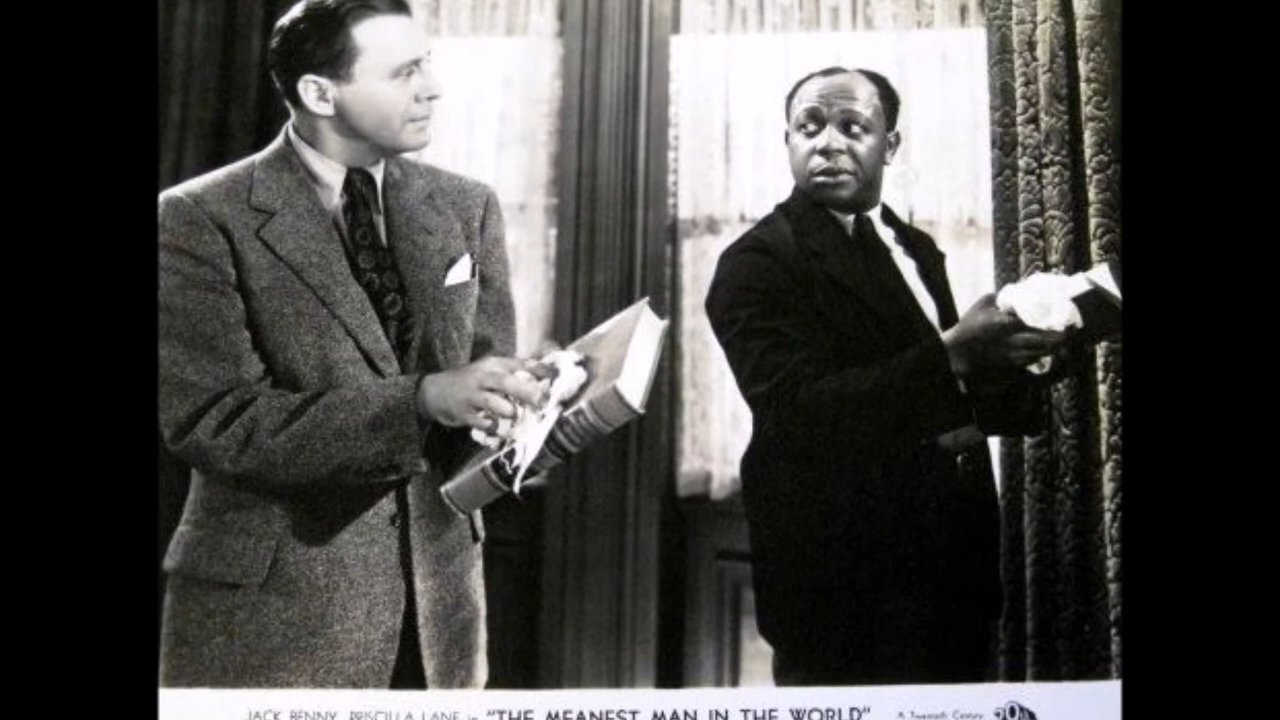 JACK BENNY, PRISCILLA LANE in "THE MEANEST MAN IN THE WORLD" A Twentieth Century